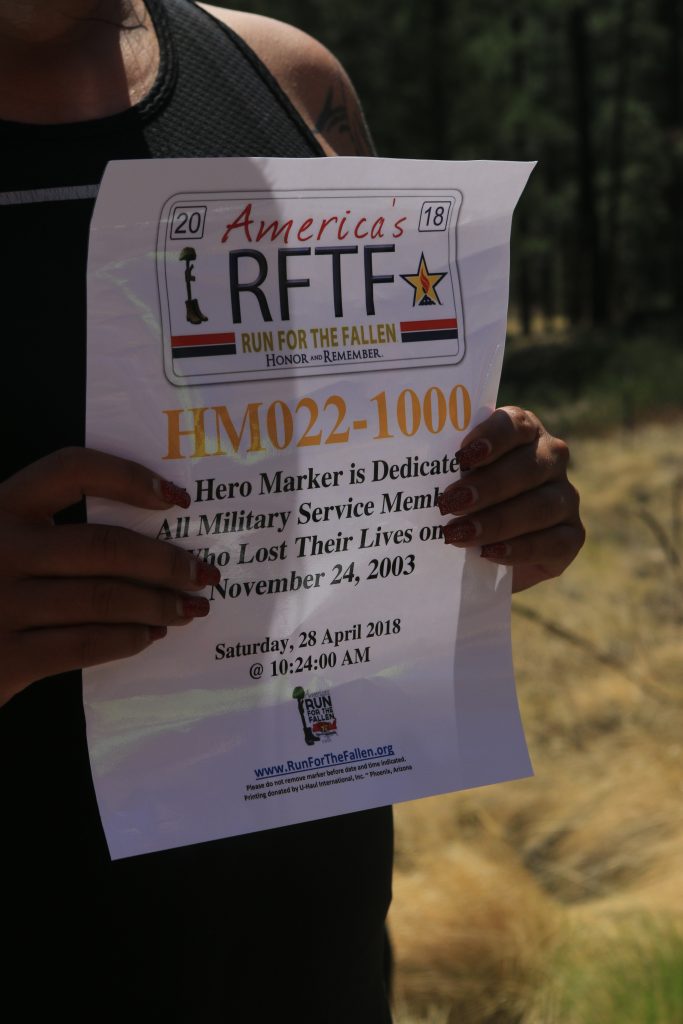 20 America's 18
RFTF
RUN FOR THE FALLEN
HONOR AND REMEMBER
HM022-1000
Hero Marker is Dedicate
All Military Service Mem
Who Lost Their Lives on
November 24, 2003
Saturday, 28 April 2018
@ 10:24:00 AM
America's
RUN
FOR THE
FALLEN
www.RunForTheFallen.org
Please do not remove marker before date and time indicated.
Printing donated by U-Haul International, Inc. ~ Phoenix, Arizona